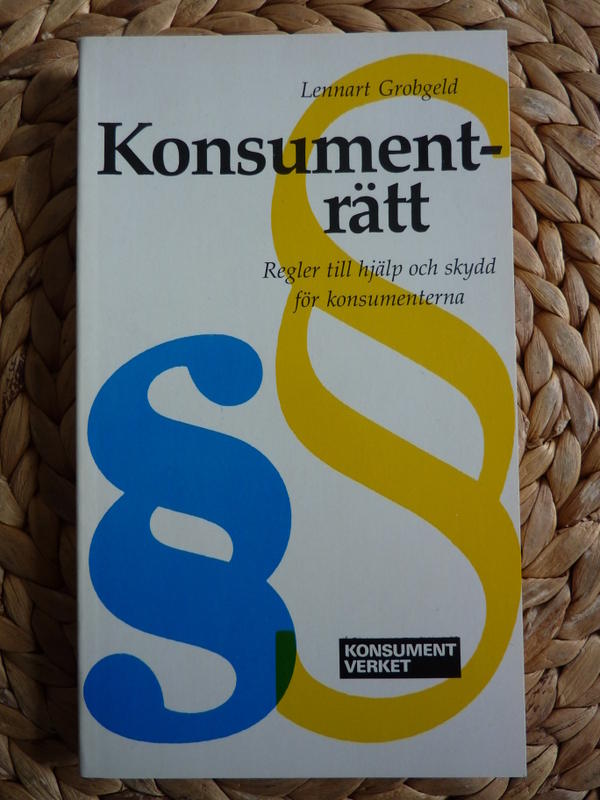 Lennart Grobgeld
Konsument-
rätt
Regler till hjälp och skydd
för konsumenterna
§
§
KONSUMENT
VERKET